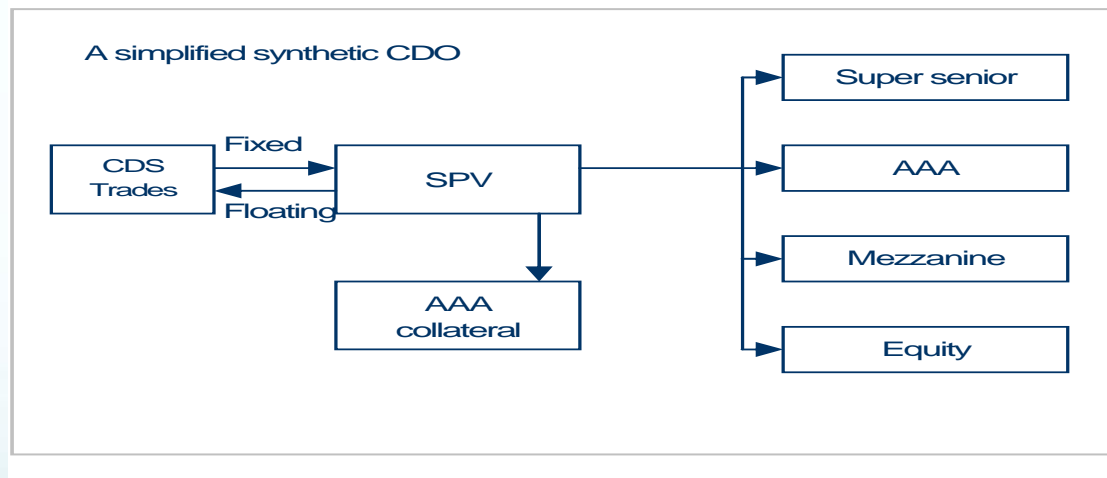 A simplified synthetic CDO
Super senior
Fixed
CDS
Trades
SPV
AAA
Floating
Mezzanine
AAA
collateral
Equity